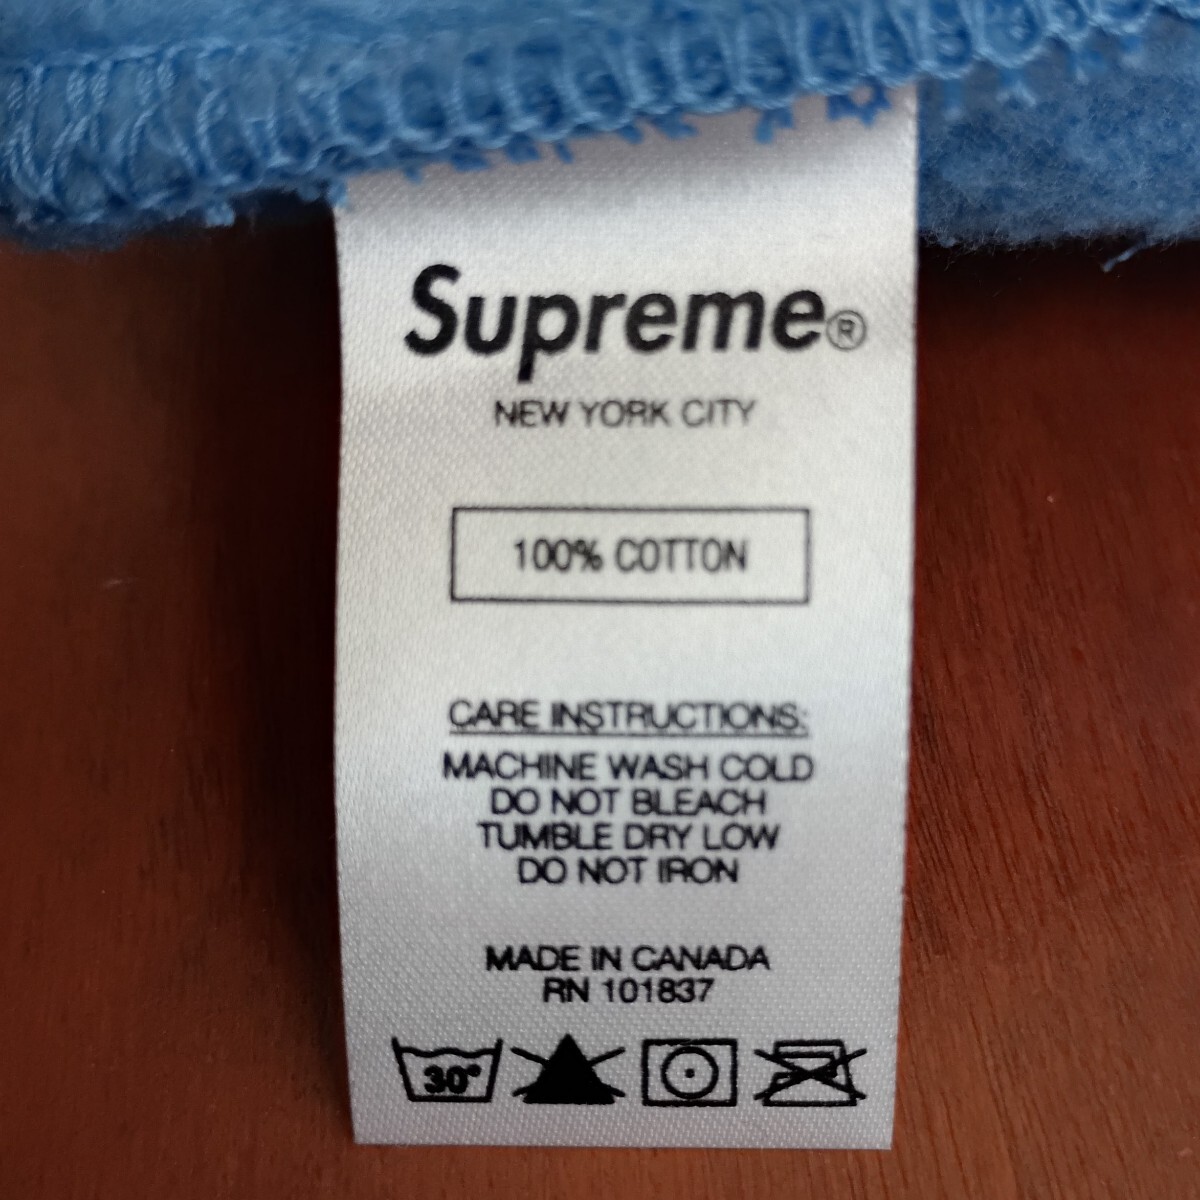 Supreme®
NEW YORK CITY
100% COTTON
CARE INSTRUCTIONS:
MACHINE WASH COLD
DO NOT BLEACH
TUMBLE DRY LOW
DO NOT IRON
MADE IN CANADA
RN 101837
30°